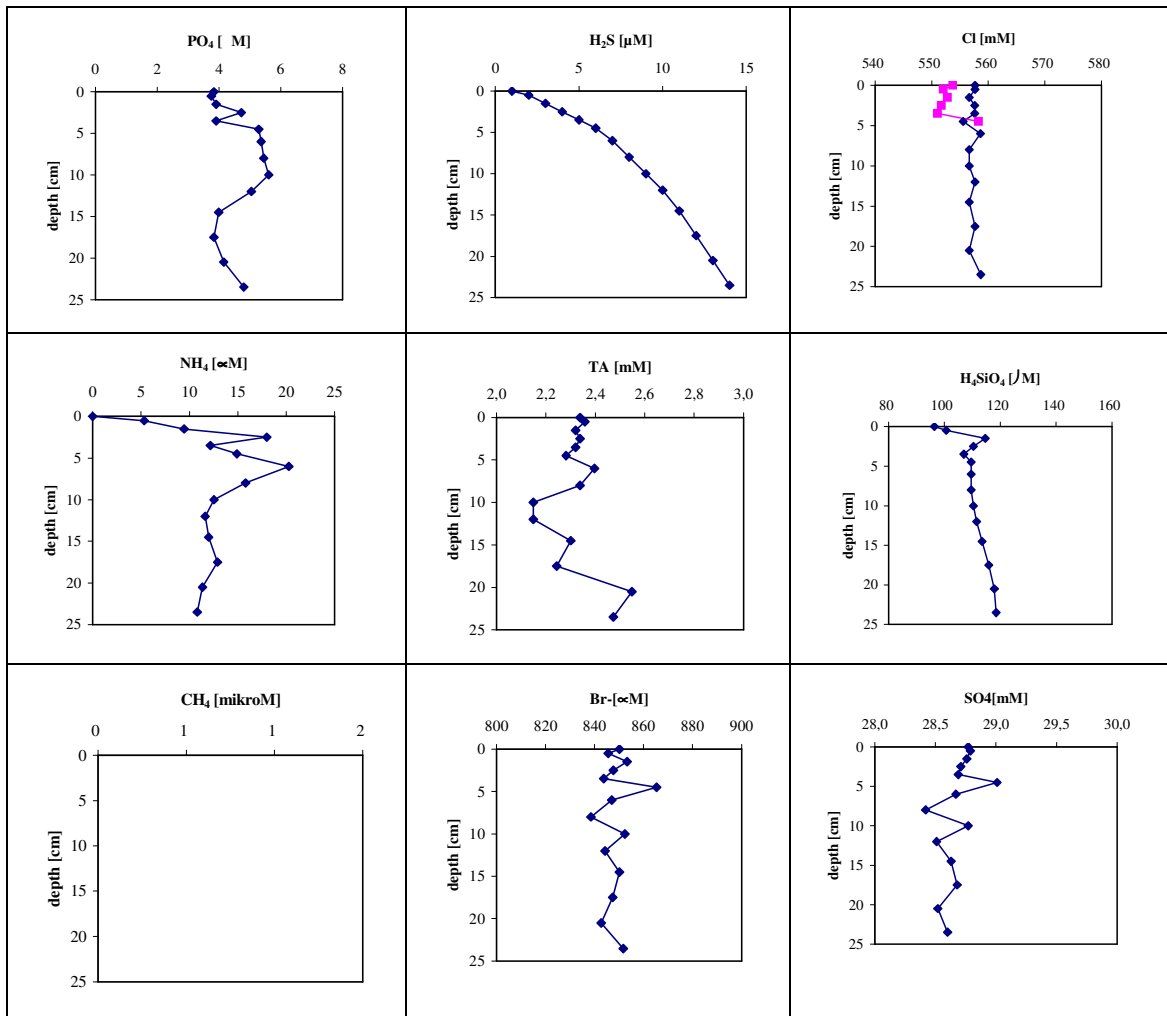 PO₄ [ M]
0 2 4 6 8
0
5
10
15
20
25
depth [cm]
H₂S [µM]
0 5 10 15
0
5
10
15
20
25
depth [cm]
Cl [mM]
540 550 560 570 580
0
5
10
15
20
25
depth [cm]
NH₄ [∝M]
0 5 10 15 20 25
0
5
10
15
20
25
depth [cm]
TA [mM]
2,0 2,2 2,4 2,6 2,8 3,0
0
5
10
15
20
25
depth [cm]
H₄SiO₄ [⌡M]
80 100 120 140 160
0
5
10
15
20
25
depth [cm]
CH₄ [mikroM]
0 1 1 2
0
5
10
15
20
25
depth [cm]
Br-[∝M]
800 820 840 860 880 900
0
5
10
15
20
25
depth [cm]
SO4[mM]
28,0 28,5 29,0 29,5 30,0
0
5
10
15
20
25
depth [cm]